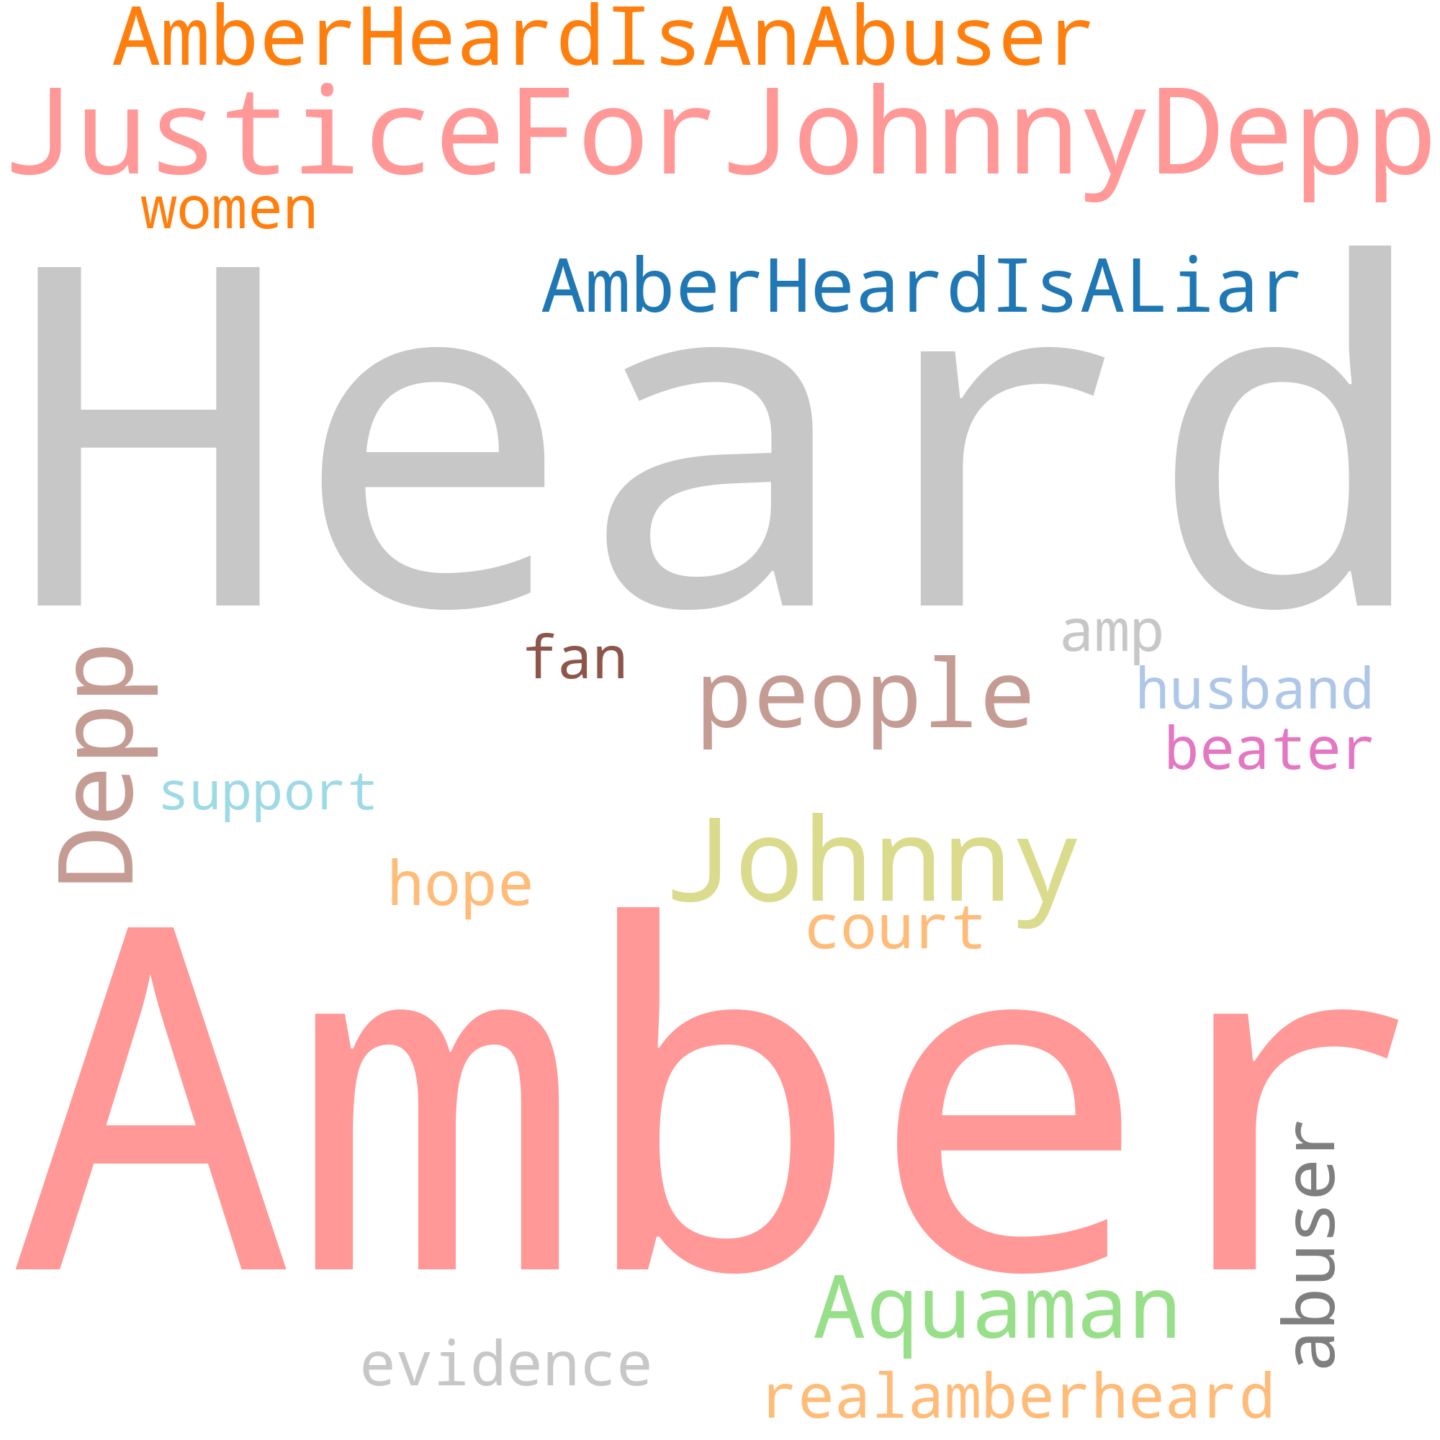 AmberHeardIsAnAbuser
JusticeForJohnnyDepp
women
AmberHeardIsALiar
Heard
amp
fan
people
husband
Depp
beater
support
Johnny
hope
court
Amber
abuser
Aquaman
evidence
realamberheard